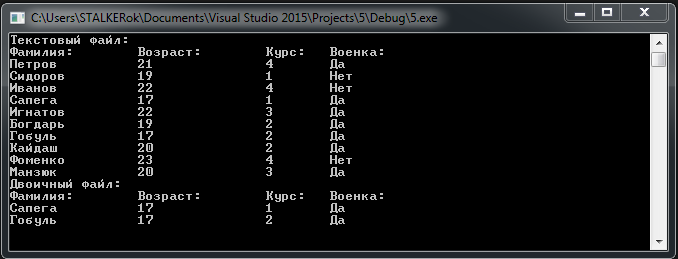 C:\Users\STALKERok\Documents\Visual Studio 2015\Projects\5\Debug\5.exe
Текстовый файл:
Фамилия: Возраст: Курс: Военка:
Петров 21 4 Да
Сидоров 19 1 Нет
Иванов 22 4 Нет
Сапега 17 1 Да
Игнатов 22 3 Да
Богдарь 19 2 Да
Гобуль 17 2 Да
Кайдаш 20 2 Да
Фоменко 23 4 Нет
Манзюк 20 3 Да
Двоичный файл:
Фамилия: Возраст: Курс: Военка:
Сапега 17 1 Да
Гобуль 17 2 Да